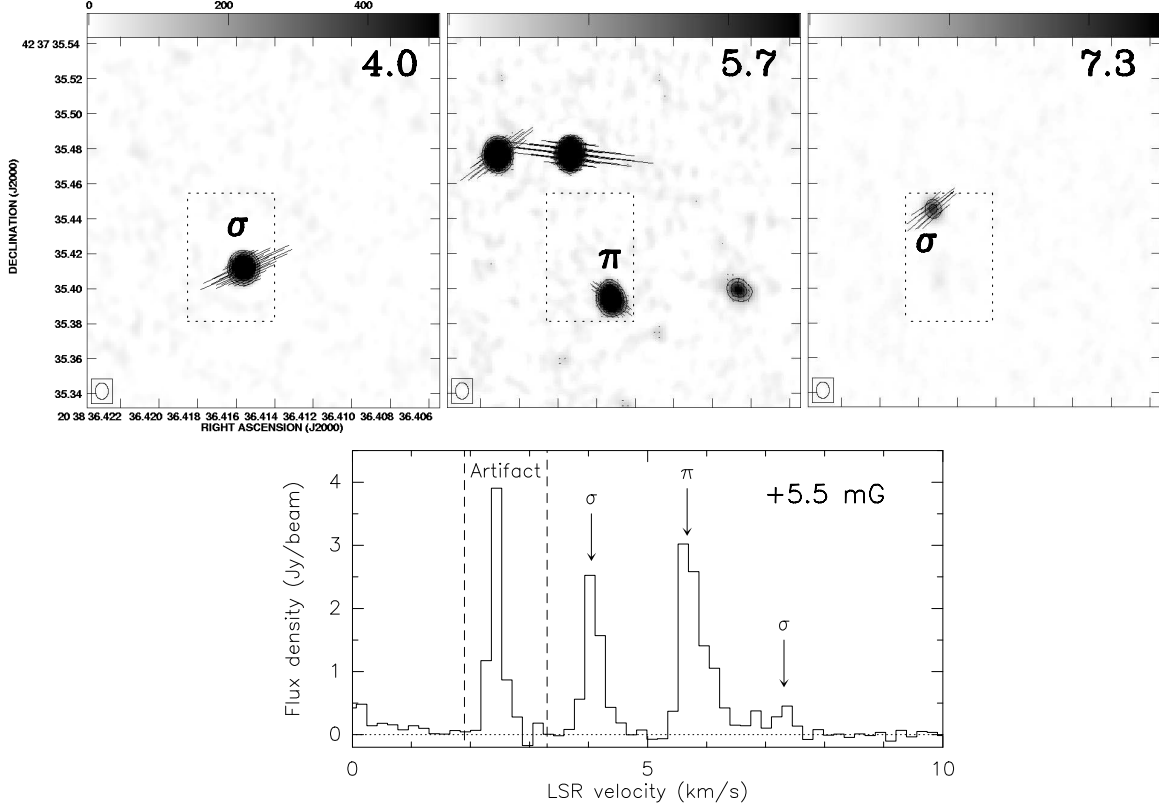 0 200 400
4.0 5.7 7.3
42 37 35.54
35.52
35.50
35.48
35.46
35.44
35.42
35.40
35.38
35.36
35.34
DECLINATION (J2000)
σ
π
σ
20 38 36.422 36.420 36.418 36.416 36.414 36.412 36.410 36.408 36.406
RIGHT ASCENSION (J2000)
Artifact
σ
π
σ
+5.5 mG
4
3
2
1
0
Flux density (Jy/beam)
0 5 10
LSR velocity (km/s)